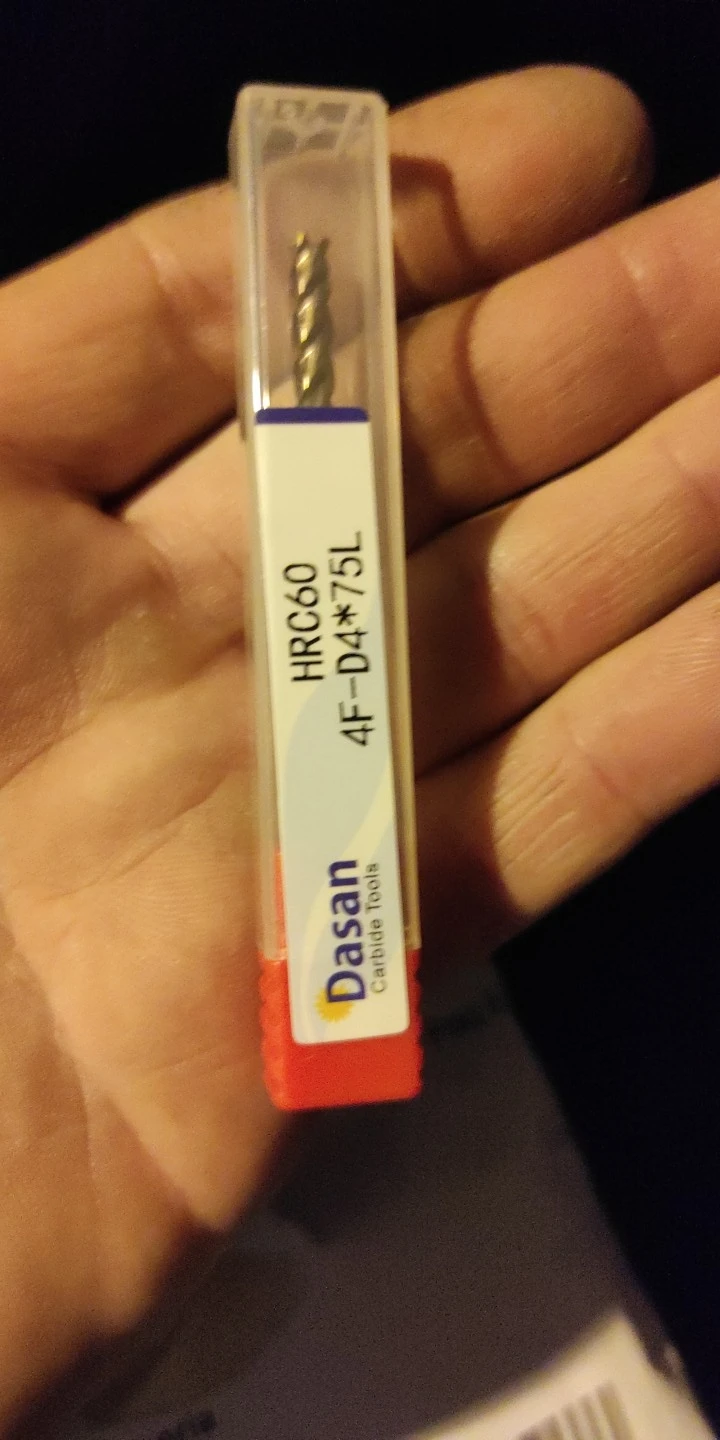 HRC60
4F-D4*75L
Dasan
Carbide Tools